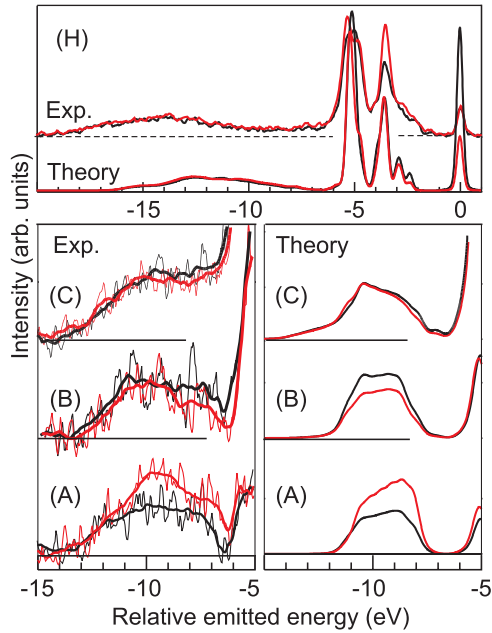 (H)
Exp.
Theory
-15 -10 -5 0
Intensity (arb. units)
Exp. Theory
(C) (C)
(B) (B)
(A) (A)
-15 -10 -5 -10 -5
Relative emitted energy (eV)